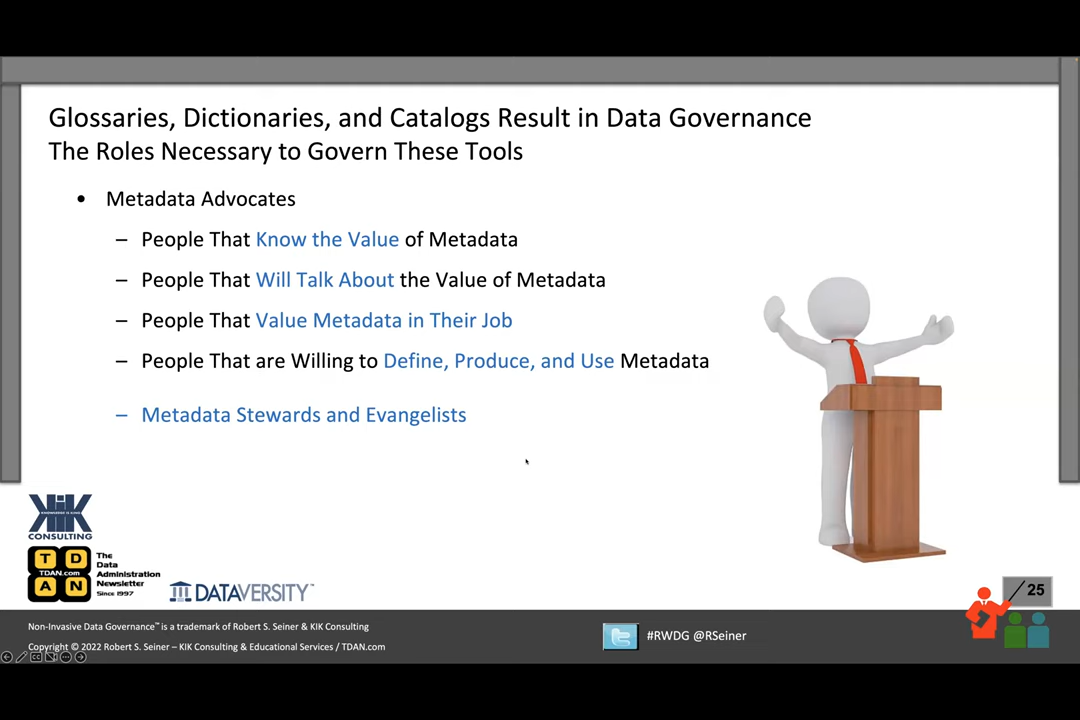 Glossaries, Dictionaries, and Catalogs Result in Data Governance
The Roles Necessary to Govern These Tools
• Metadata Advocates
– People That Know the Value of Metadata
– People That Will Talk About the Value of Metadata
– People That Value Metadata in Their Job
– People That are Willing to Define, Produce, and Use Metadata
– Metadata Stewards and Evangelists
KiK
KNOWLEDGE IS KING
CONSULTING
T D
TDAN.com
A N
The
Data
Administration
Newsletter
Since 1997
DATAVERSITY™
25
Non-Invasive Data Governance™ is a trademark of Robert S. Seiner & KIK Consulting
Copyright © 2022 Robert S. Seiner – KIK Consulting & Educational Services / TDAN.com
#RWDG @RSeiner